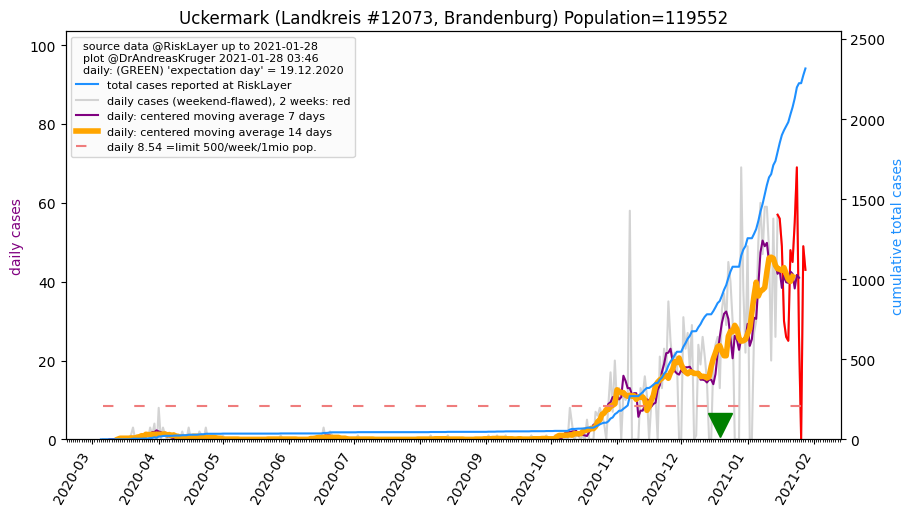 Uckermark (Landkreis #12073, Brandenburg) Population=119552
source data @RiskLayer up to 2021-01-28
plot @DrAndreasKruger 2021-01-28 03:46
daily: (GREEN) 'expectation day' = 19.12.2020
total cases reported at RiskLayer
daily cases (weekend-flawed), 2 weeks: red
daily: centered moving average 7 days
daily: centered moving average 14 days
daily 8.54 =limit 500/week/1mio pop.
daily cases
100
80
60
40
20
0
cumulative total cases
2500
2000
1500
1000
500
0
2020-03
2020-04
2020-05
2020-06
2020-07
2020-08
2020-09
2020-10
2020-11
2020-12
2021-01
2021-02